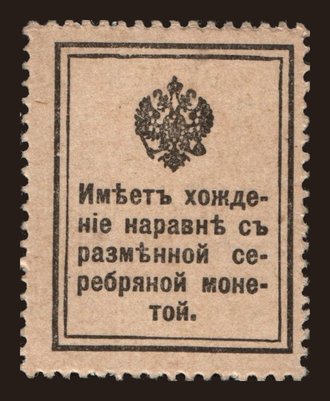 Имѣетъ хожде-
ніе наравнѣ съ
размѣнной се-
ребряной моне-
той.